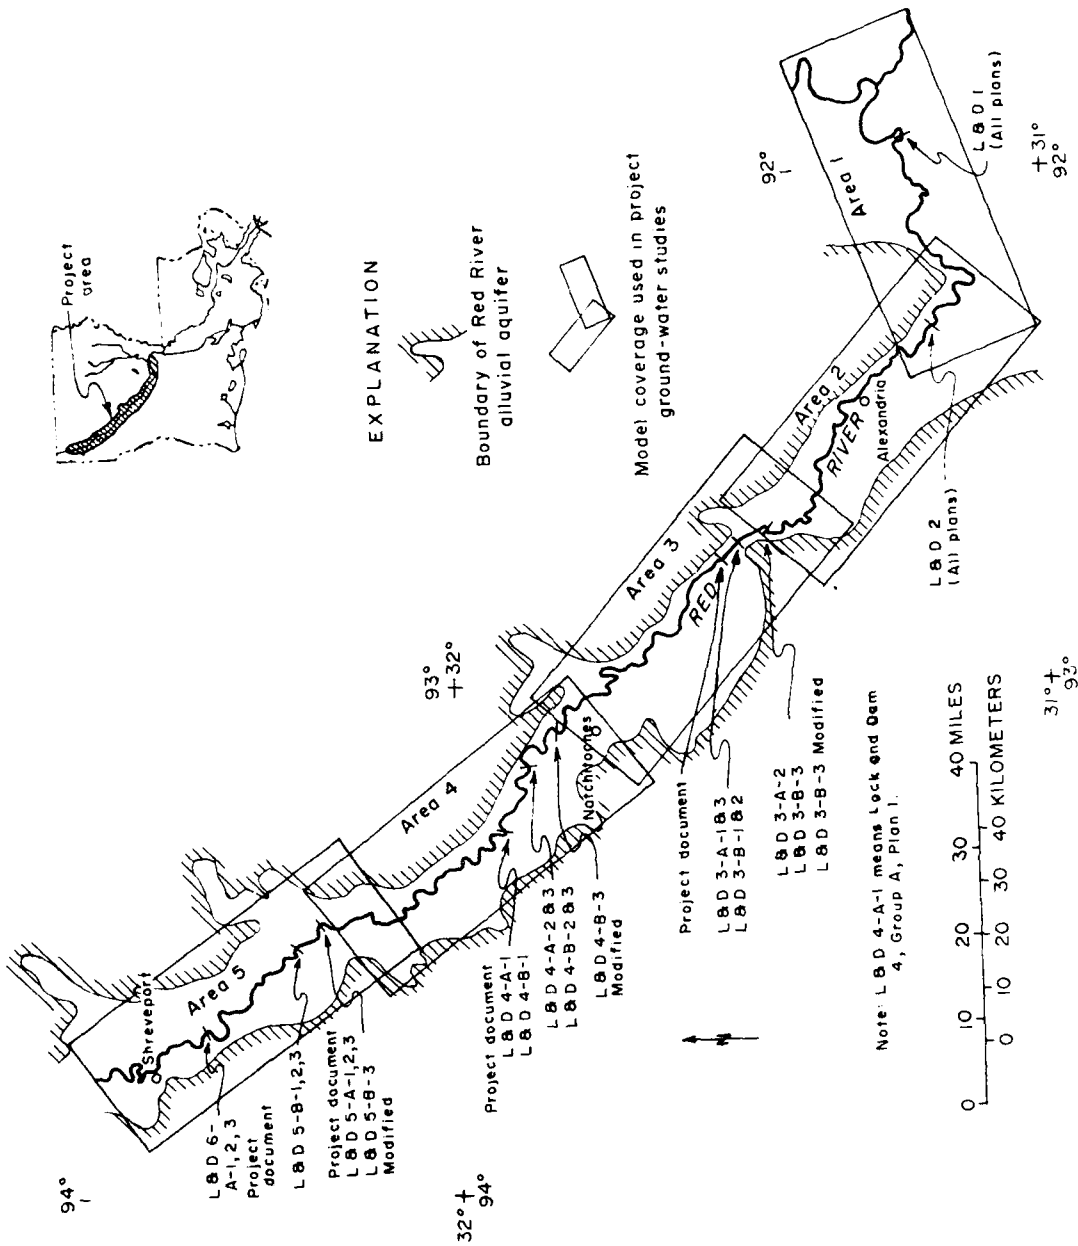 Project
area
EXPLANATION
Boundary of Red River
alluvial aquifer
Model coverage used in project
ground-water studies
94°
93°
+32°
92°
Shreveport
Area 5
Area 4
Natchitoches
Area 3
RED
RIVER
Area 2
Alexandria
Area 1
L&D 6-
A-1,2,3
Project
document
L&D 5-B-1,2,3
Project document
L&D 5-A-1,2,3
L&D 5-B-3
Modified
Project document
L&D 4-A-1
L&D 4-B-1
L&D 4-A-2&3
L&D 4-B-2&3
L&D 4-B-3
Modified
Project document
L&D 3-A-1&3
L&D 3-B-1&2
L&D 3-A-2
L&D 3-B-3
L&D 3-B-3 Modified
L&D 2
(All plans)
L&D 1
(All plans)
32°+
94°
31°+
93°
+31°
92°
N
Note: L&D 4-A-1 means Lock and Dam
4, Group A, Plan 1.
0 10 20 30 40 MILES
0 10 20 30 40 KILOMETERS